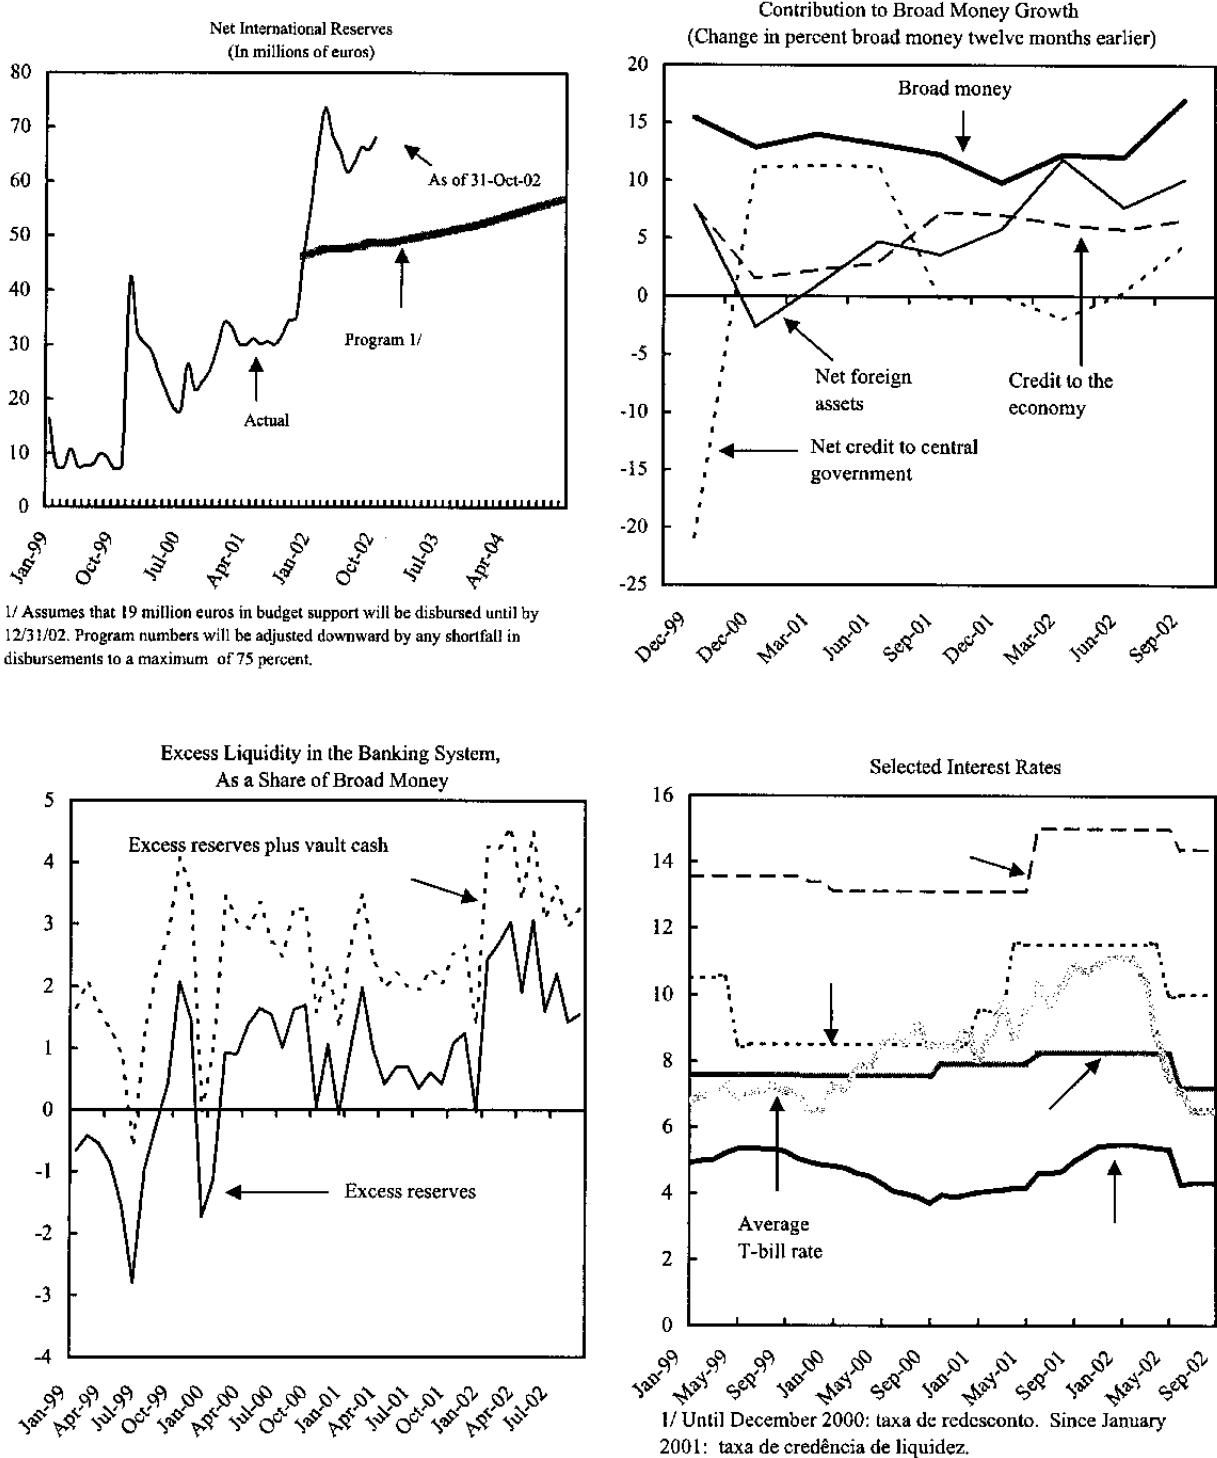 Net International Reserves
(In millions of euros)
80
70
60
50
40
30
20
10
0
As of 31-Oct-02
Program 1/
Actual
Jan-99
Oct-99
Jul-00
Apr-01
Jan-02
Oct-02
Jul-03
Apr-04
1/ Assumes that 19 million euros in budget support will be disbursed until by
12/31/02. Program numbers will be adjusted downward by any shortfall in
disbursements to a maximum of 75 percent.
Contribution to Broad Money Growth
(Change in percent broad money twelve months earlier)
20
15
10
5
0
-5
-10
-15
-20
-25
Broad money
Net foreign
assets
Credit to the
economy
Net credit to central
government
Dec-99
Dec-00
Mar-01
Jun-01
Sep-01
Dec-01
Mar-02
Jun-02
Sep-02
Excess Liquidity in the Banking System,
As a Share of Broad Money
5
4
3
2
1
0
-1
-2
-3
-4
Excess reserves plus vault cash
Excess reserves
Jan-99
Apr-99
Jul-99
Oct-99
Jan-00
Apr-00
Jul-00
Oct-00
Jan-01
Apr-01
Jul-01
Oct-01
Jan-02
Apr-02
Jul-02
Selected Interest Rates
16
14
12
10
8
6
4
2
0
Average
T-bill rate
Jan-99
May-99
Sep-99
Jan-00
May-00
Sep-00
Jan-01
May-01
Sep-01
Jan-02
May-02
Sep-02
1/ Until December 2000: taxa de redesconto. Since January
2001: taxa de credência de liquidez.